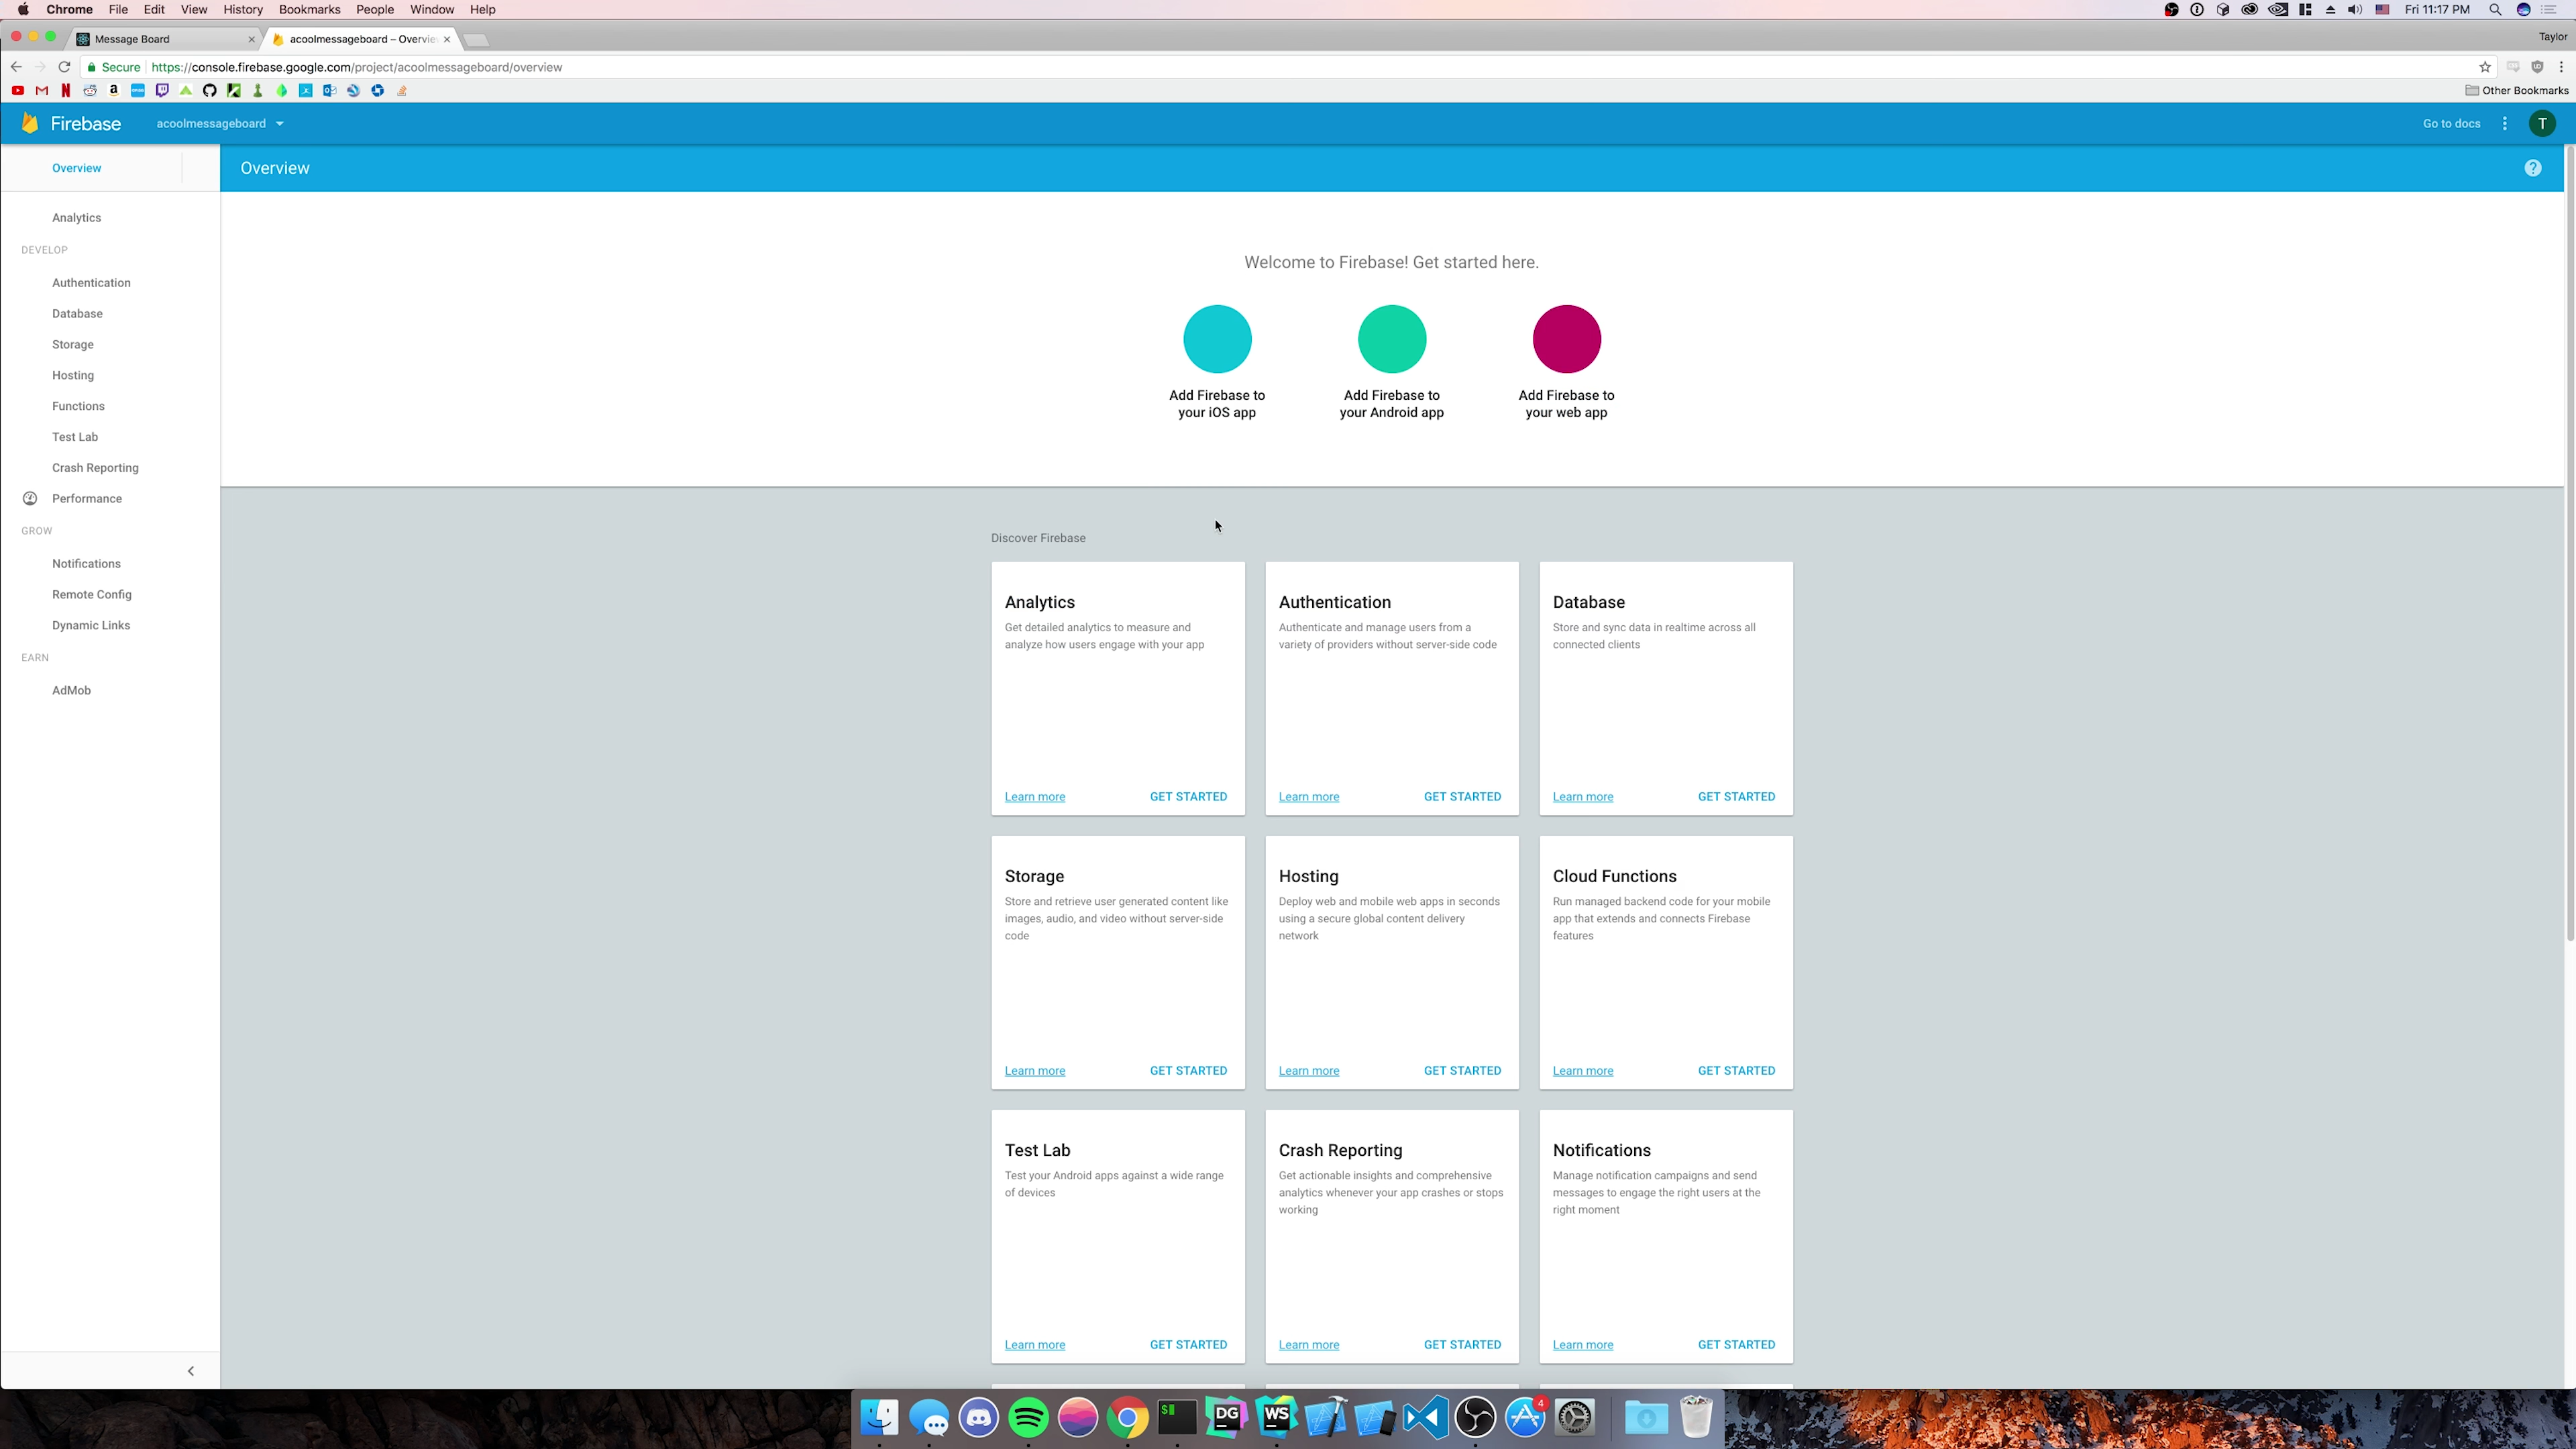 Chrome File Edit View History Bookmarks People Window Help
Fri 11:17 PM
Message Board
acoolmessageboard – Overvie
Taylor
Secure https://console.firebase.google.com/project/acoolmessageboard/overview
Other Bookmarks
Firebase acoolmessageboard
Go to docs
T
Overview
Overview
?
Analytics
DEVELOP
Authentication
Database
Storage
Hosting
Functions
Test Lab
Crash Reporting
Performance
GROW
Notifications
Remote Config
Dynamic Links
EARN
AdMob
Welcome to Firebase! Get started here.
Add Firebase to
your iOS app
Add Firebase to
your Android app
Add Firebase to
your web app
Discover Firebase
Analytics
Get detailed analytics to measure and
analyze how users engage with your app
Learn more GET STARTED
Authentication
Authenticate and manage users from a
variety of providers without server-side code
Learn more GET STARTED
Database
Store and sync data in realtime across all
connected clients
Learn more GET STARTED
Storage
Store and retrieve user generated content like
images, audio, and video without server-side
code
Learn more GET STARTED
Hosting
Deploy web and mobile web apps in seconds
using a secure global content delivery
network
Learn more GET STARTED
Cloud Functions
Run managed backend code for your mobile
app that extends and connects Firebase
features
Learn more GET STARTED
Test Lab
Test your Android apps against a wide range
of devices
Learn more GET STARTED
Crash Reporting
Get actionable insights and comprehensive
analytics whenever your app crashes or stops
working
Learn more GET STARTED
Notifications
Manage notification campaigns and send
messages to engage the right users at the
right moment
Learn more GET STARTED
$
DG
WS
4